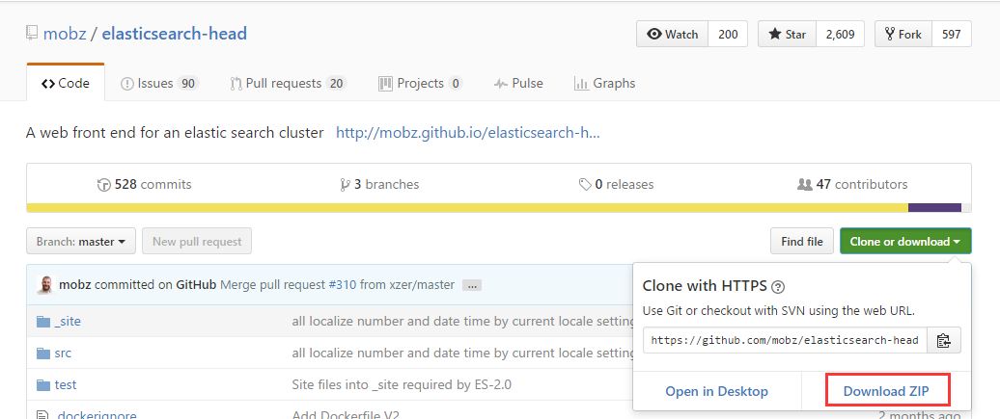 mobz / elasticsearch-head
Watch 200 Star 2,609 Fork 597
Code Issues 90 Pull requests 20 Projects 0 Pulse Graphs
A web front end for an elastic search cluster http://mobz.github.io/elasticsearch-h...
528 commits 3 branches 0 releases 47 contributors
Branch: master New pull request Find file Clone or download
mobz committed on GitHub Merge pull request #310 from xzer/master ...
Clone with HTTPS ?
Use Git or checkout with SVN using the web URL.
_site all localize number and date time by current locale setting
https://github.com/mobz/elasticsearch-head
src all localize number and date time by current locale setting
test Site files into _site required by ES-2.0
Open in Desktop Download ZIP
.dockerignore Add Dockerfile V2 2 months ago